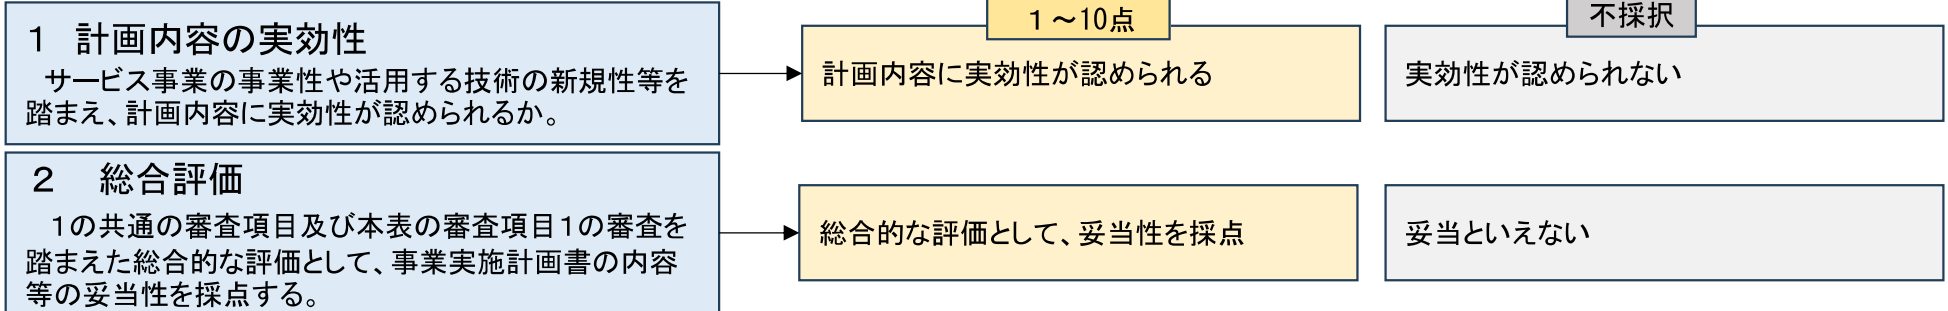 1 計画内容の実効性
サービス事業の事業性や活用する技術の新規性等を
踏まえ、計画内容に実効性が認められるか。
1～10点
計画内容に実効性が認められる
不採択
実効性が認められない
2 総合評価
1の共通の審査項目及び本表の審査項目1の審査を
踏まえた総合的な評価として、事業実施計画書の内容
等の妥当性を採点する。
総合的な評価として、妥当性を採点
妥当といえない